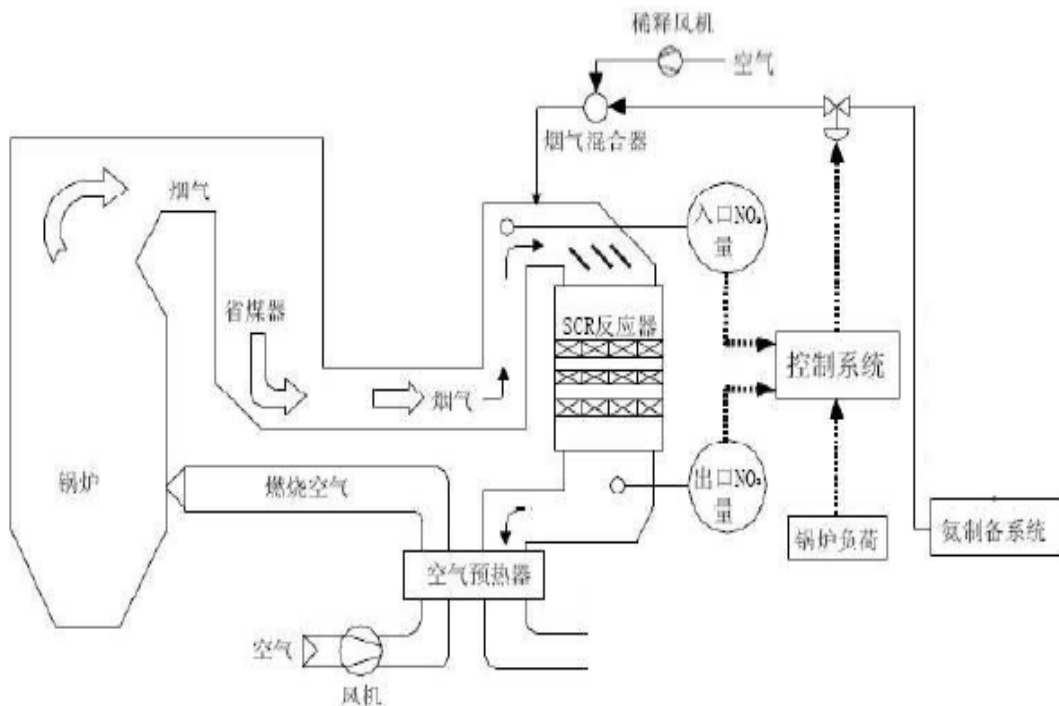 稀释风机
空气
烟气混合器
烟气
入口NOₓ
量
省煤器
SCR反应器
控制系统
烟气
锅炉
燃烧空气
出口NOₓ
量
锅炉负荷
氨制备系统
空气预热器
空气
风机